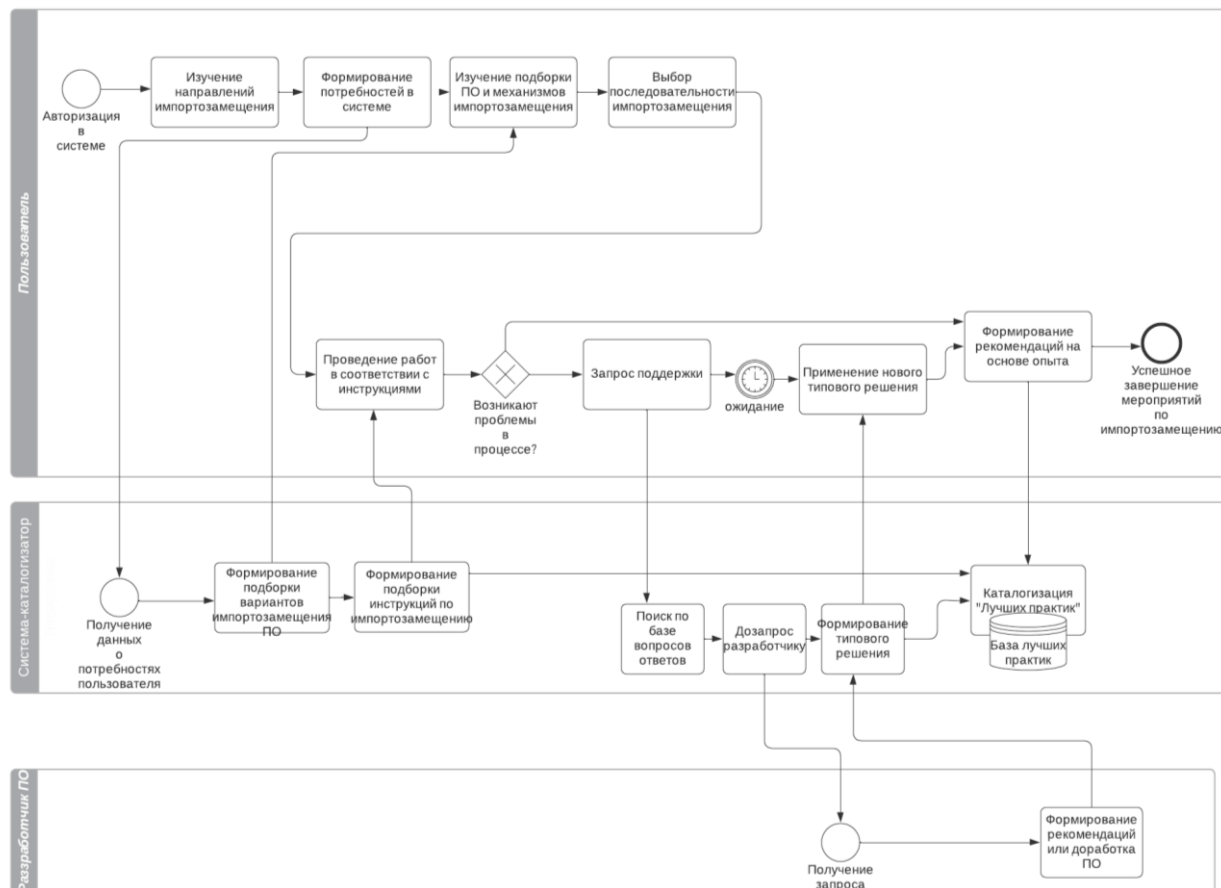 Пользователь
Авторизация
в
системе
Изучение
направлений
импортозамещения
Формирование
потребностей в
системе
Изучение подборки
ПО и механизмов
импортозамещения
Выбор
последовательности
импортозамещения
Проведение работ
в соответствии с
инструкциями
Возникают
проблемы
в
процессе?
Запрос поддержки
ожидание
Применение нового
типового решения
Формирование
рекомендаций на
основе опыта
Успешное
завершение
мероприятий
по
импортозамещению
Система-каталогизатор
Получение
данных
о
потребностях
пользователя
Формирование
подборки
вариантов
импортозамещения
ПО
Формирование
подборки
инструкций по
импортозамещению
Поиск по
базе
вопросов
ответов
Дозапрос
разработчику
Формирование
типового
решения
Каталогизация
"Лучших практик"
База лучших
практик
Разработчик ПО
Получение
запроса
Формирование
рекомендаций
или доработка
ПО